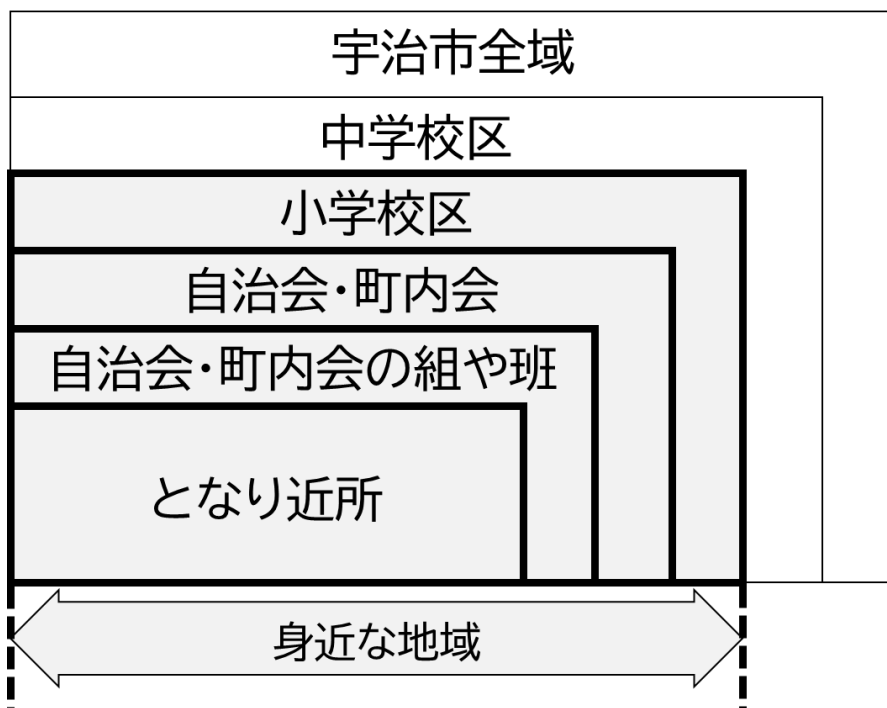 宇治市全域
中学校区
小学校区
自治会・町内会
自治会・町内会の組や班
となり近所
身近な地域